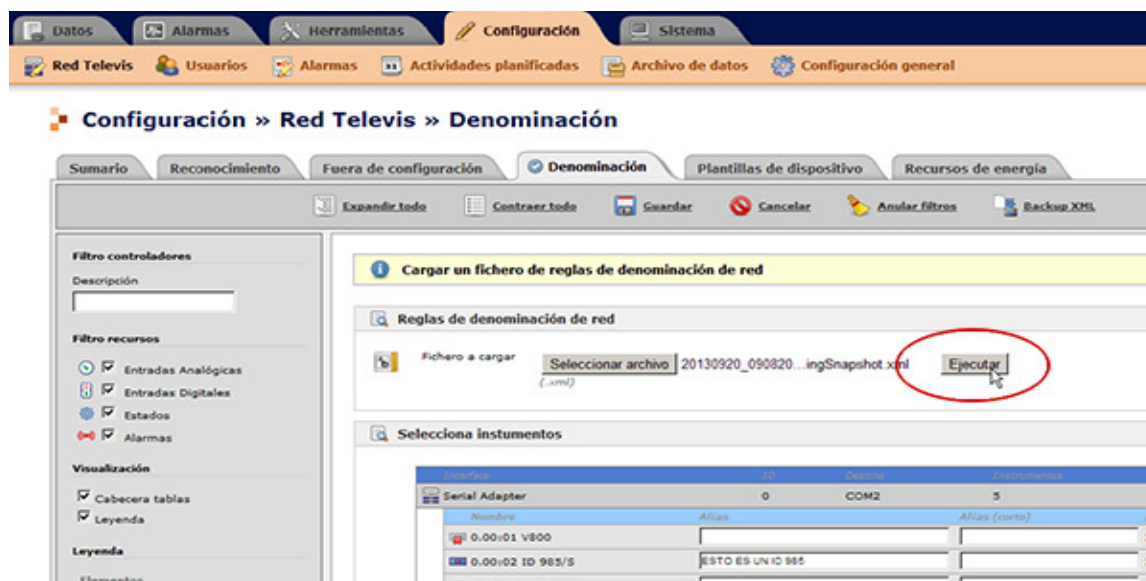 Datos Alarmas Herramientas Configuración Sistema
Red Televis Usuarios Alarmas Actividades planificadas Archivo de datos Configuración general
Configuración » Red Televis » Denominación
Sumario Reconocimiento Fuera de configuración Denominación Plantillas de dispositivo Recursos de energía
Expandir todo Contraer todo Guardar Cancelar Anular filtros Backup XML
Filtro controladores
Descripción
Filtro recursos
Entradas Analógicas
Entradas Digitales
Estados
Alarmas
Visualización
Cabecera tablas
Leyenda
Leyenda
Elementos
Cargar un fichero de reglas de denominación de red
Reglas de denominación de red
Fichero a cargar Seleccionar archivo 20130920_090820...ingSnapshot.xml Ejecutar
(.xml)
Selecciona instumentos
Interface ID Destino Instrumentos
Serial Adapter 0 COM2 5
Nombre Alias Alias (corto)
0.00:01 V800
0.00:02 ID 985/S ESTO ES UN ID 985